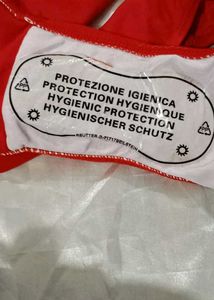 PROTEZIONE IGIENICA
PROTECTION HYGIENIQUE
HYGIENIC PROTECTION
HYGIENISCHER SCHUTZ